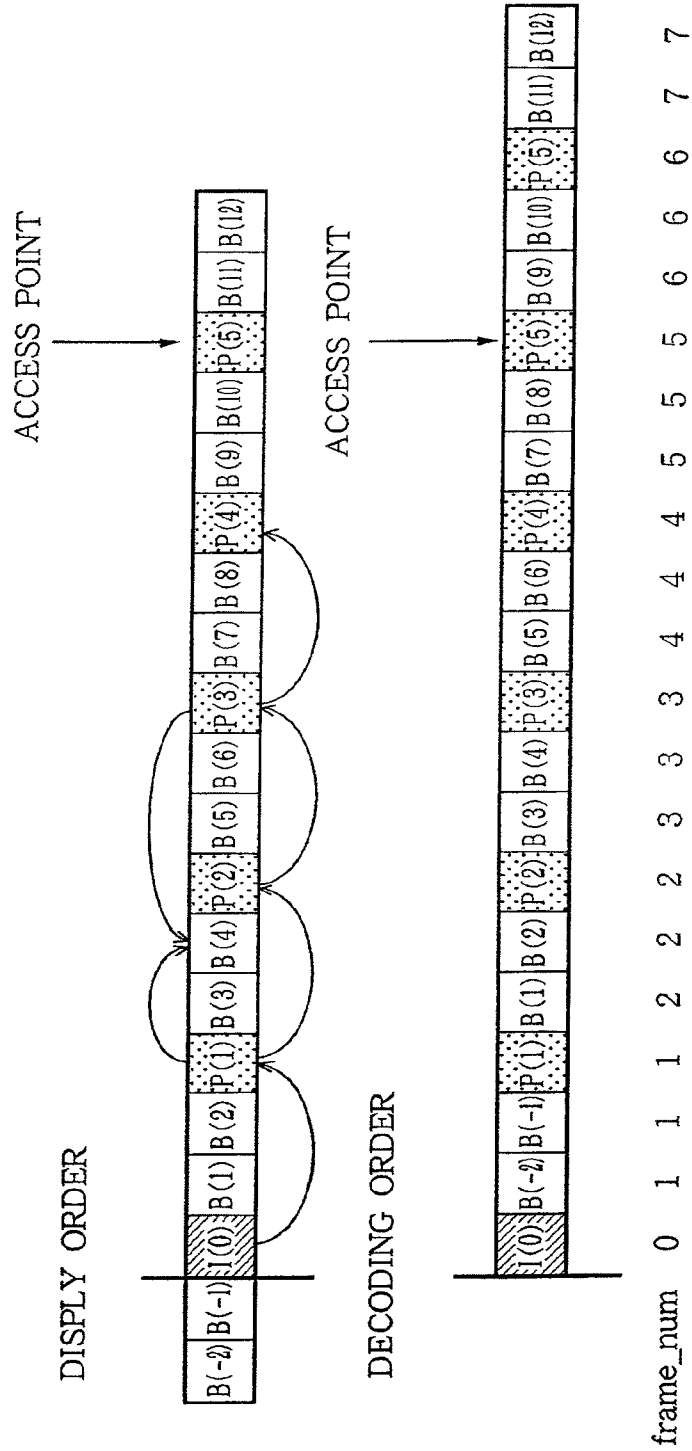 DISPLY ORDER
ACCESS POINT
B(-2) B(-1) I(0) B(1) B(2) P(1) B(3) B(4) P(2) B(5) B(6) P(3) B(7) B(8) P(4) B(9) B(10) P(5) B(11) B(12)
DECODING ORDER
ACCESS POINT
I(0) B(-2) B(-1) P(1) B(1) B(2) P(2) B(3) B(4) P(3) B(5) B(6) P(4) B(7) B(8) P(5) B(9) B(10) P(5) B(11) B(12)
frame_num 0 1 1 1 2 2 2 3 3 3 4 4 4 5 5 5 6 6 6 7 7